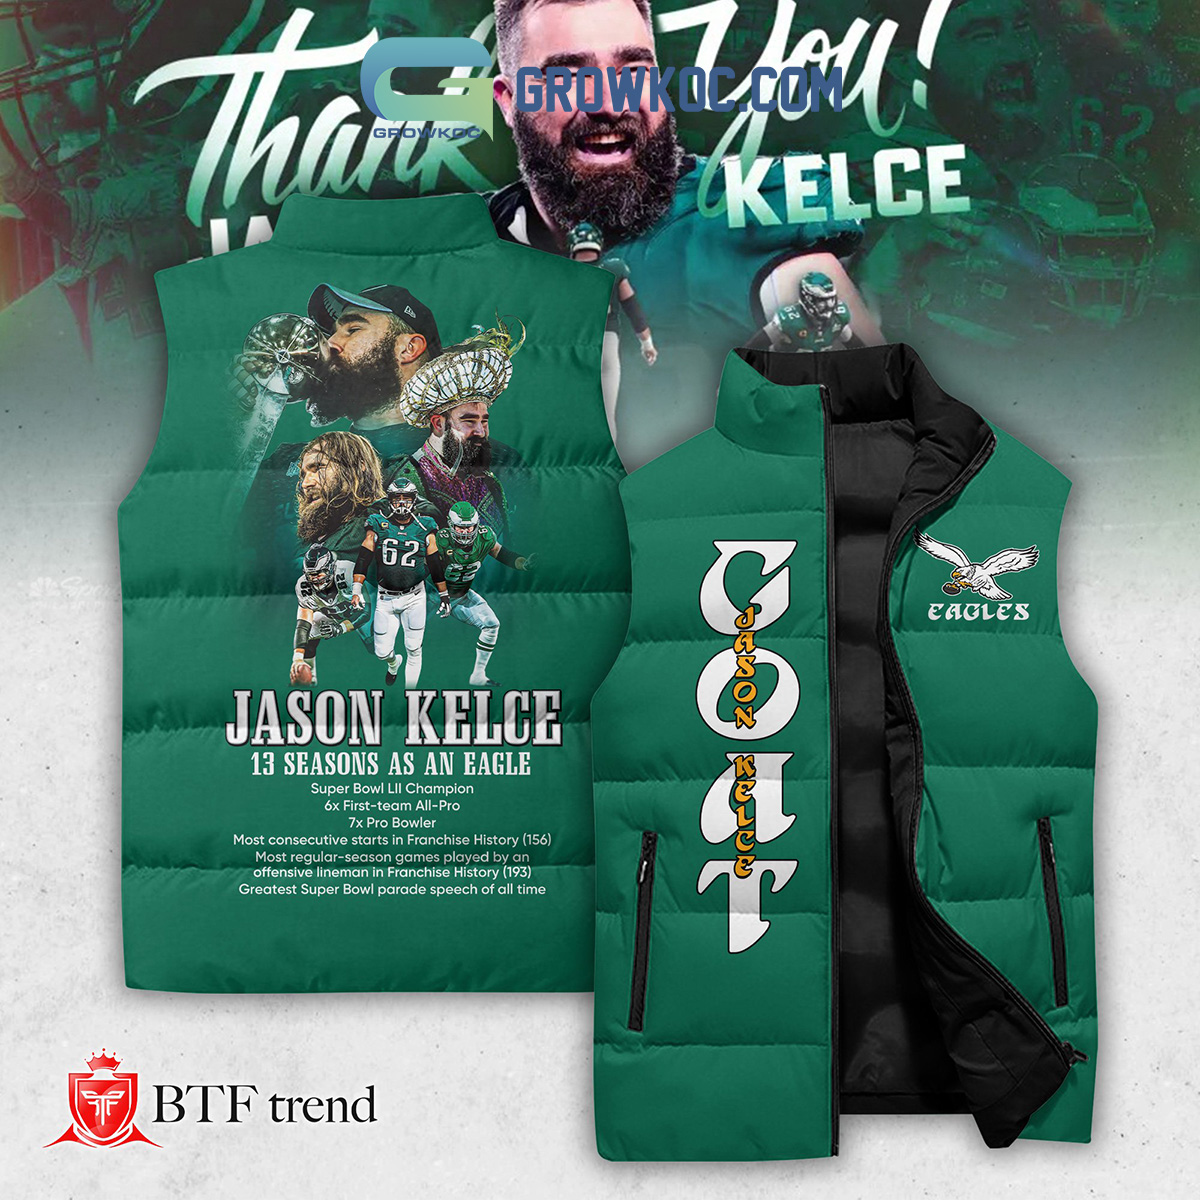 Thank You!
GROWKOC
GROWKOC.COM
KELCE
62
JASON KELCE
13 SEASONS AS AN EAGLE
Super Bowl LII Champion
6x First-team All-Pro
7x Pro Bowler
Most consecutive starts in Franchise History (156)
Most regular-season games played by an
offensive lineman in Franchise History (193)
Greatest Super Bowl parade speech of all time
GOAT
JASON KELCE
EAGLES
BTF trend